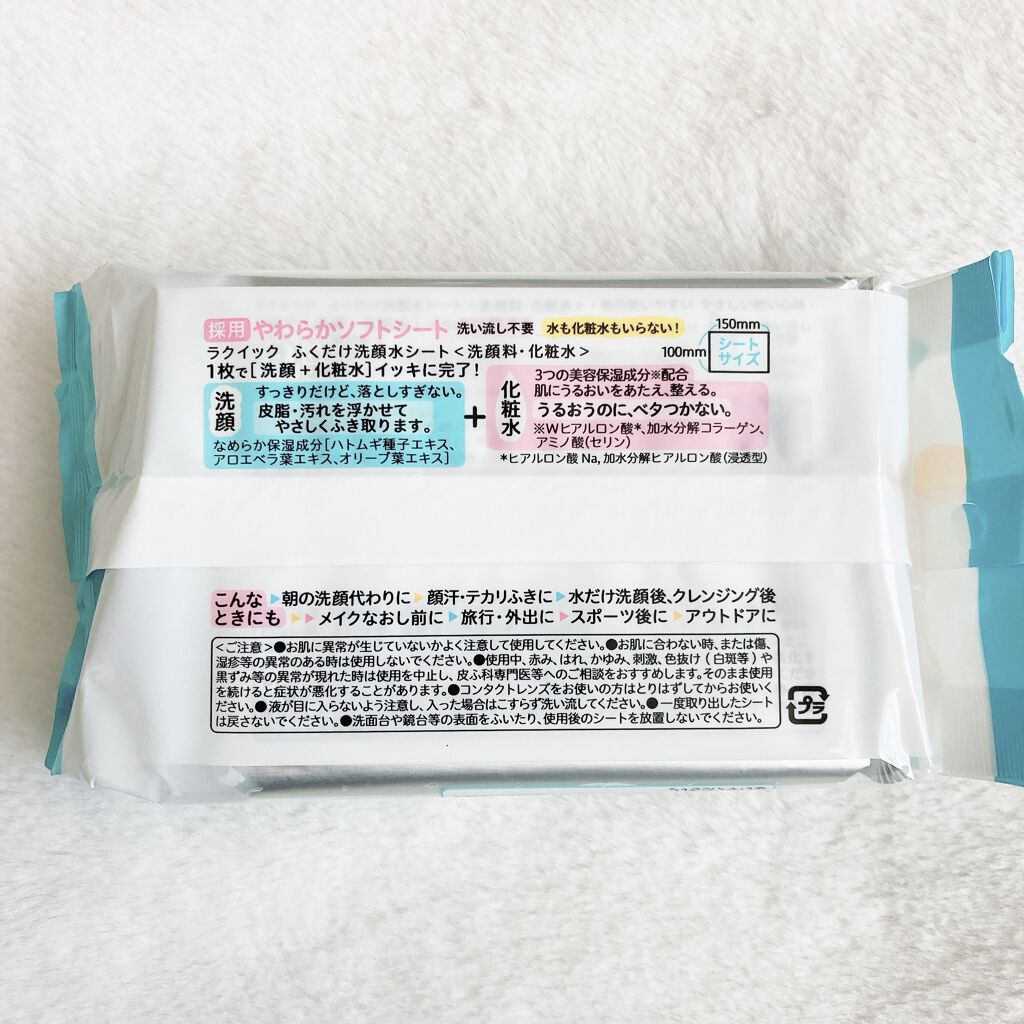 採用 やわらかソフトシート 洗い流し不要 水も化粧水もいらない!
150mm
100mm
シート
サイズ
ラクイック ふくだけ洗顔水シート<洗顔料・化粧水>
1枚で[洗顔+化粧水]イッキに完了!
洗顔
すっきりだけど、落としすぎない。
皮脂・汚れを浮かせて
やさしくふき取ります。
なめらか保湿成分[ハトムギ種子エキス、
アロエベラ葉エキス、オリーブ葉エキス]
+
化粧水
3つの美容保湿成分※配合
肌にうるおいをあたえ、整える。
うるおうのに、ベタつかない。
※Wヒアルロン酸*、加水分解コラーゲン、
アミノ酸(セリン)
*ヒアルロン酸 Na, 加水分解ヒアルロン酸(浸透型)
こんな
ときにも
朝の洗顔代わりに 顔汗・テカリふきに 水だけ洗顔後、クレンジング後
メイクなおし前に 旅行・外出に スポーツ後に アウトドアに
<ご注意>●お肌に異常が生じていないかよく注意して使用してください。●お肌に合わない時、または傷、
湿疹等の異常のある時は使用しないでください。●使用中、赤み、はれ、かゆみ、刺激、色抜け(白斑等)や
黒ずみ等の異常が現れた時は使用を中止し、皮ふ科専門医等へのご相談をおすすめします。そのまま使用
を続けると症状が悪化することがあります。●コンタクトレンズをお使いの方はとりはずしてからお使いく
ださい。●液が目に入らないよう注意し、入った場合はこすらず洗い流してください。●一度取り出したシート
は戻さないでください。●洗面台や鏡台等の表面をふいたり、使用後のシートを放置しないでください。
プラ